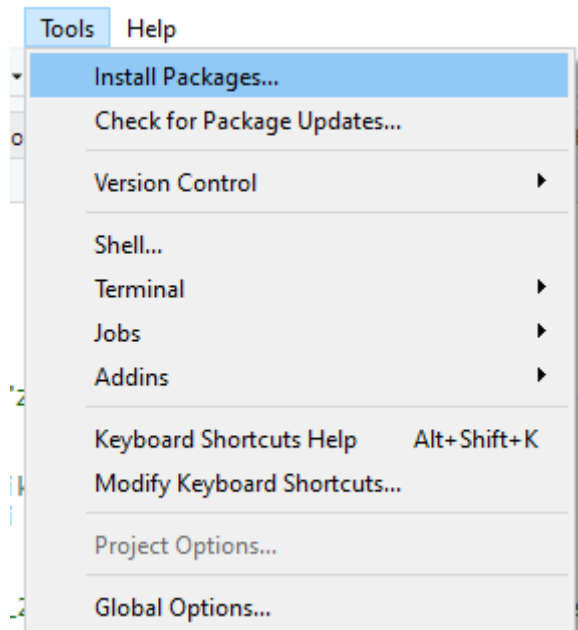 Tools Help
Install Packages...
Check for Package Updates...
Version Control
Shell...
Terminal
Jobs
Addins
Keyboard Shortcuts Help Alt+Shift+K
Modify Keyboard Shortcuts...
Project Options...
Global Options...